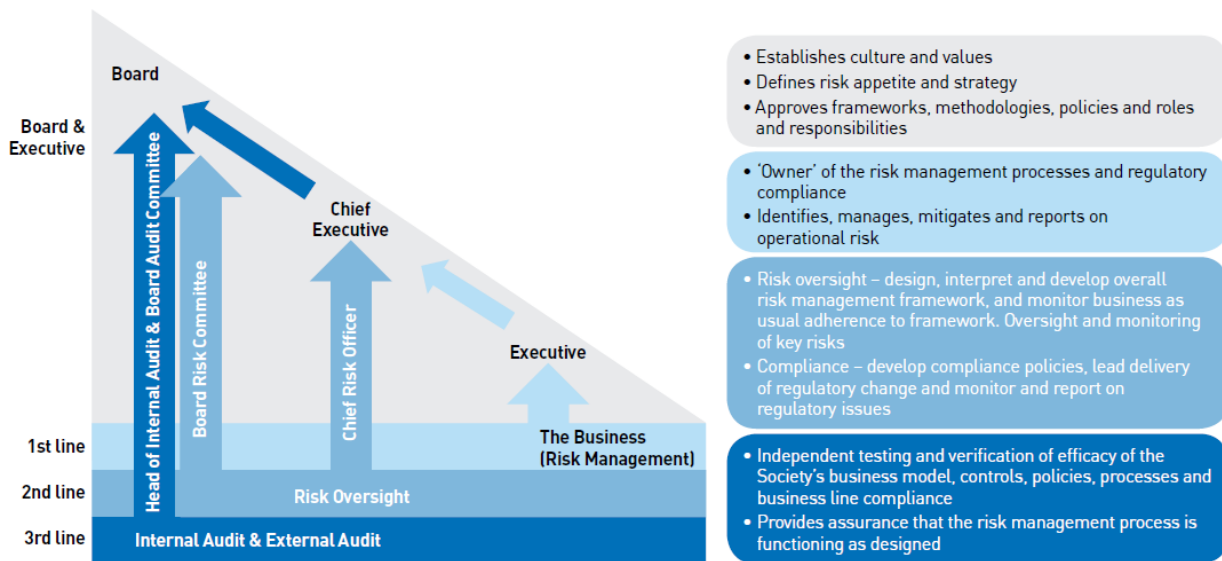 Board
Board &
Executive
Chief
Executive
Executive
Head of Internal Audit & Board Audit Committee
Board Risk Committee
Chief Risk Officer
1st line
The Business
(Risk Management)
2nd line
Risk Oversight
3rd line
Internal Audit & External Audit
• Establishes culture and values
• Defines risk appetite and strategy
• Approves frameworks, methodologies, policies and roles
and responsibilities
• ‘Owner’ of the risk management processes and regulatory
compliance
• Identifies, manages, mitigates and reports on
operational risk
• Risk oversight – design, interpret and develop overall
risk management framework, and monitor business as
usual adherence to framework. Oversight and monitoring
of key risks
• Compliance – develop compliance policies, lead delivery
of regulatory change and monitor and report on
regulatory issues
• Independent testing and verification of efficacy of the
Society’s business model, controls, policies, processes and
business line compliance
• Provides assurance that the risk management process is
functioning as designed